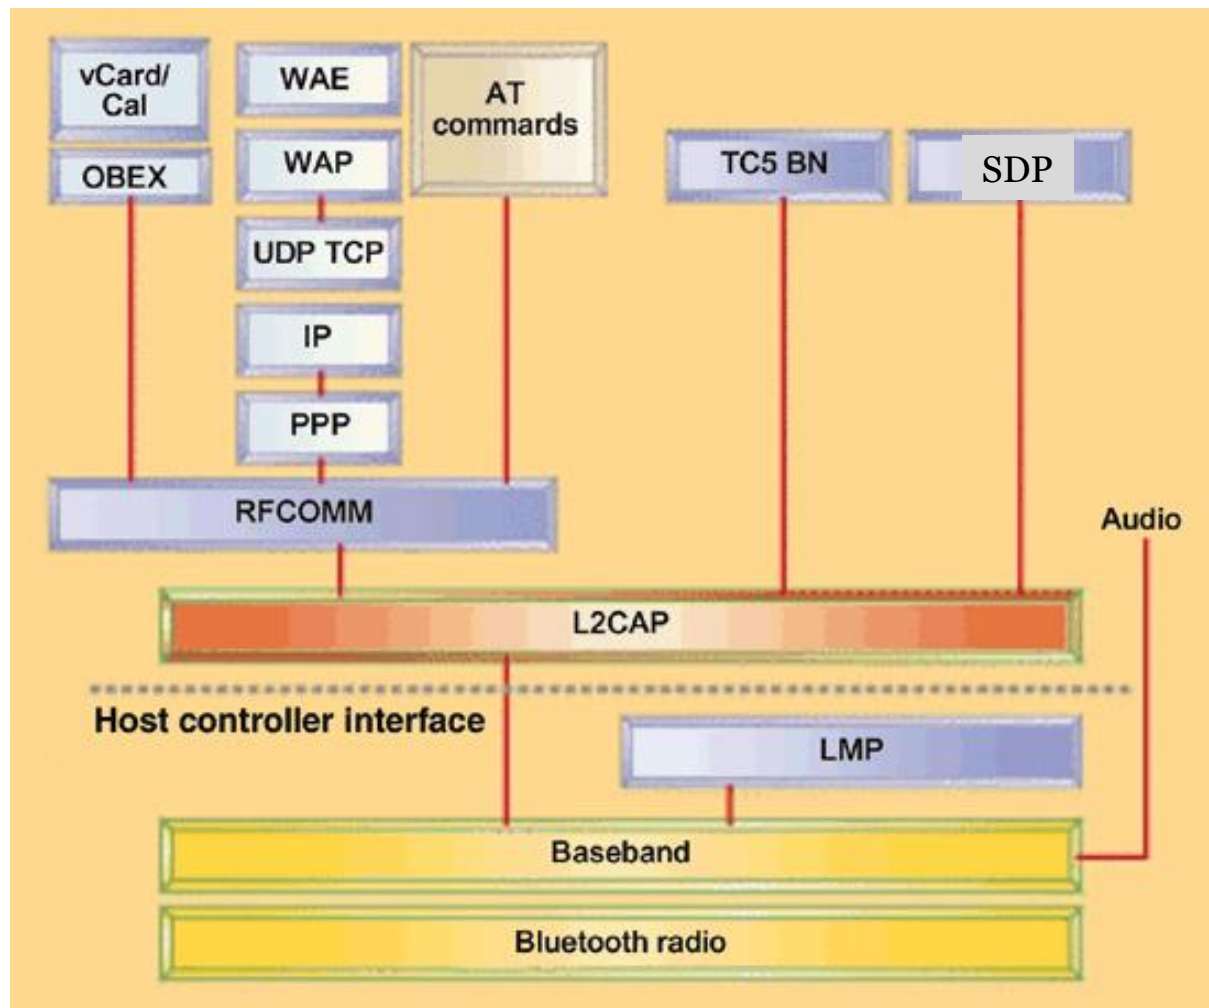 vCard/
Cal
OBEX
WAE
WAP
UDP TCP
IP
PPP
AT
commards
TC5 BN
SDP
RFCOMM
Audio
L2CAP
Host controller interface
LMP
Baseband
Bluetooth radio